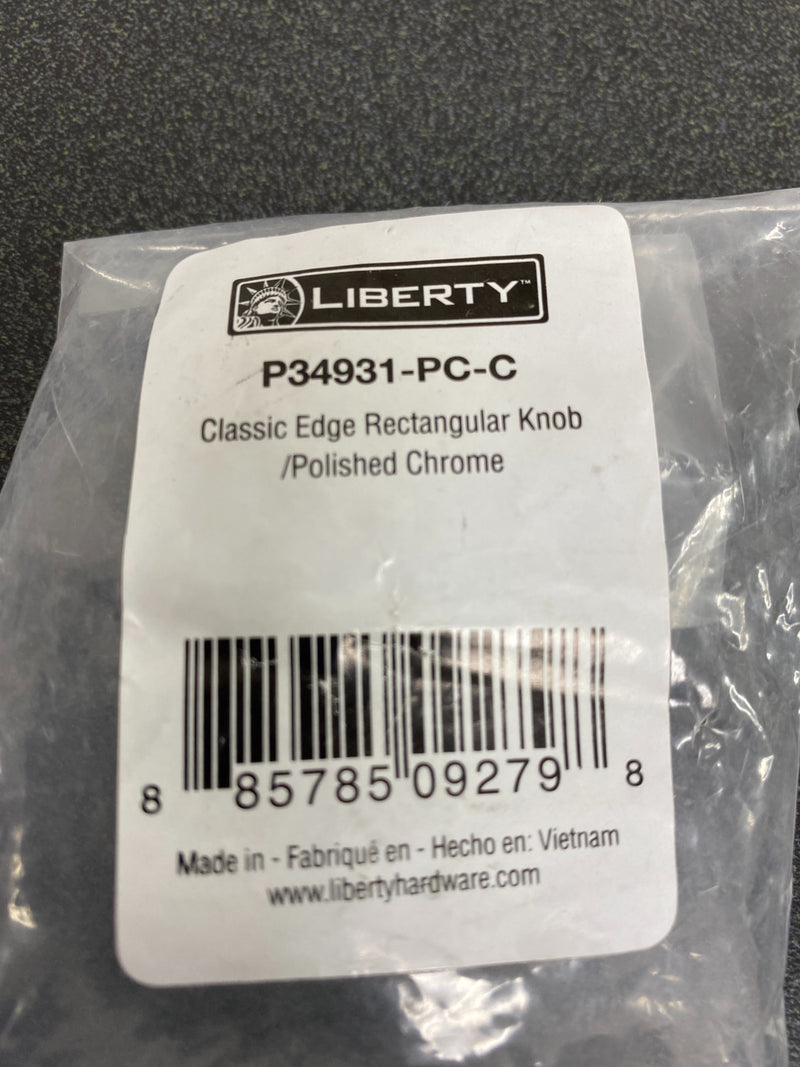 LIBERTY™
P34931-PC-C
Classic Edge Rectangular Knob
/Polished Chrome
8 85785 09279 8
Made in - Fabriqué en - Hecho en: Vietnam
www.libertyhardware.com